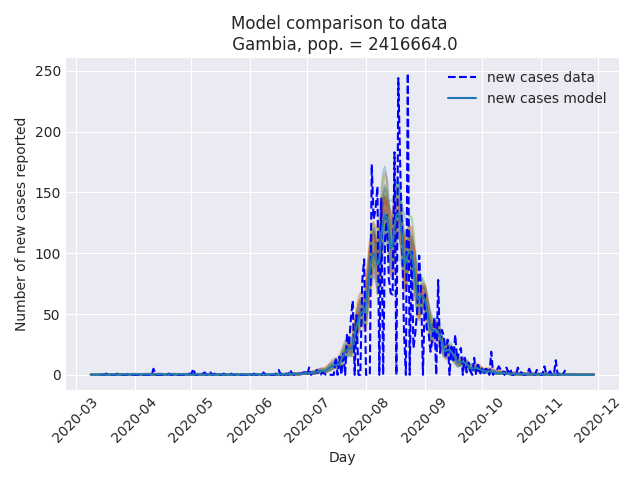 Model comparison to data
Gambia, pop. = 2416664.0
new cases data
new cases model
250
200
150
100
50
0
Number of new cases reported
2020-03
2020-04
2020-05
2020-06
2020-07
2020-08
2020-09
2020-10
2020-11
2020-12
Day